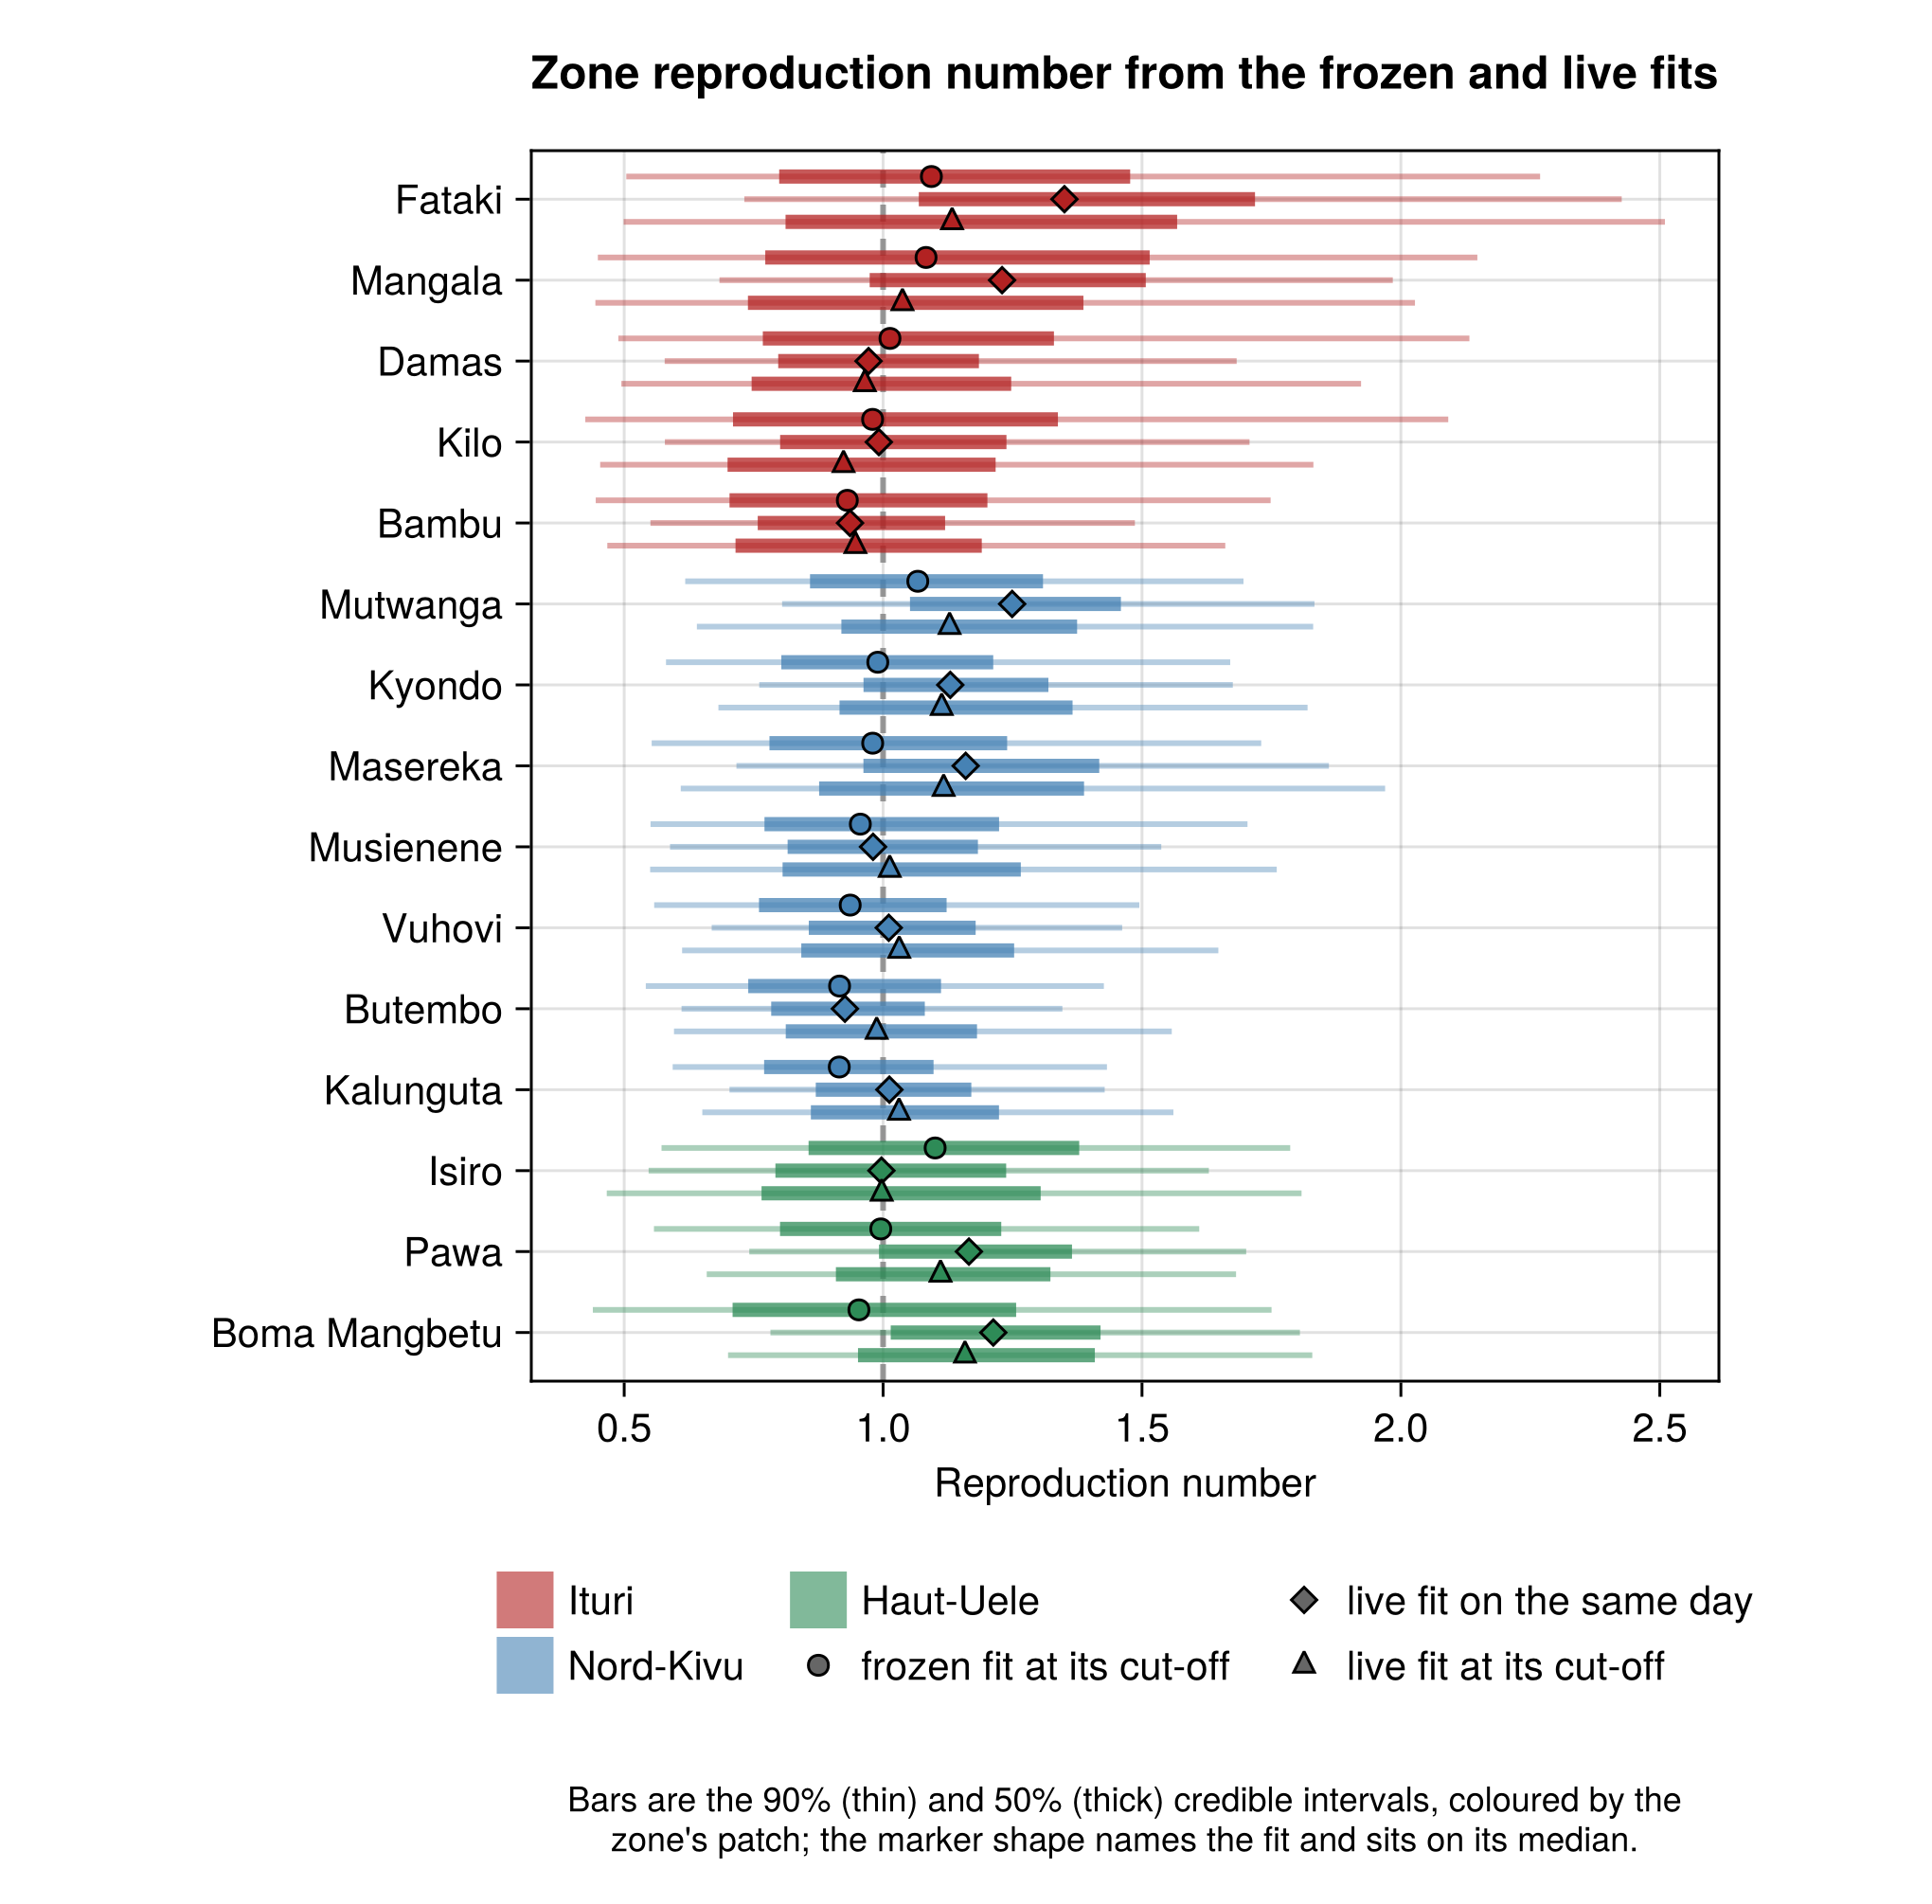 Zone reproduction number from the frozen and live fits
Fataki
Mangala
Damas
Kilo
Bambu
Mutwanga
Kyondo
Masereka
Musienene
Vuhovi
Butembo
Kalunguta
Isiro
Pawa
Boma Mangbetu
0.5 1.0 1.5 2.0 2.5
Reproduction number
Ituri Haut-Uele live fit on the same day
Nord-Kivu frozen fit at its cut-off live fit at its cut-off
Bars are the 90% (thin) and 50% (thick) credible intervals, coloured by the
zone's patch; the marker shape names the fit and sits on its median.